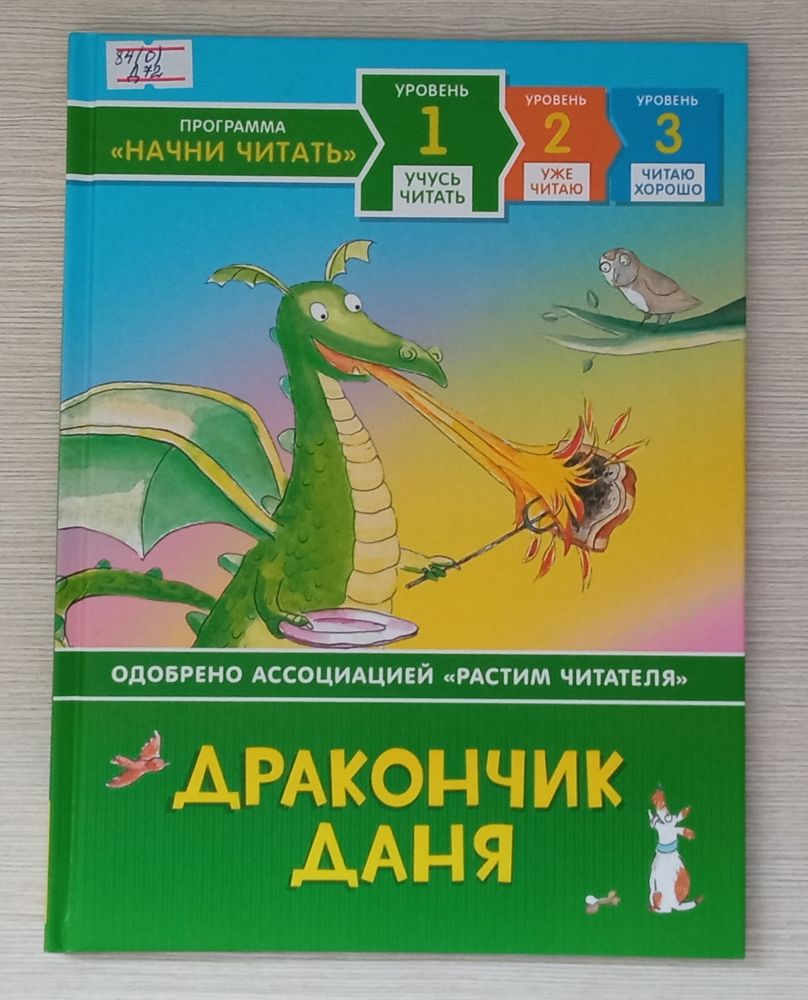 84(0)
Д72
ПРОГРАММА
«НАЧНИ ЧИТАТЬ»
УРОВЕНЬ
1
УЧУСЬ
ЧИТАТЬ
УРОВЕНЬ
2
УЖЕ
ЧИТАЮ
УРОВЕНЬ
3
ЧИТАЮ
ХОРОШО
ОДОБРЕНО АССОЦИАЦИЕЙ «РАСТИМ ЧИТАТЕЛЯ»
ДРАКОНЧИК
ДАНЯ